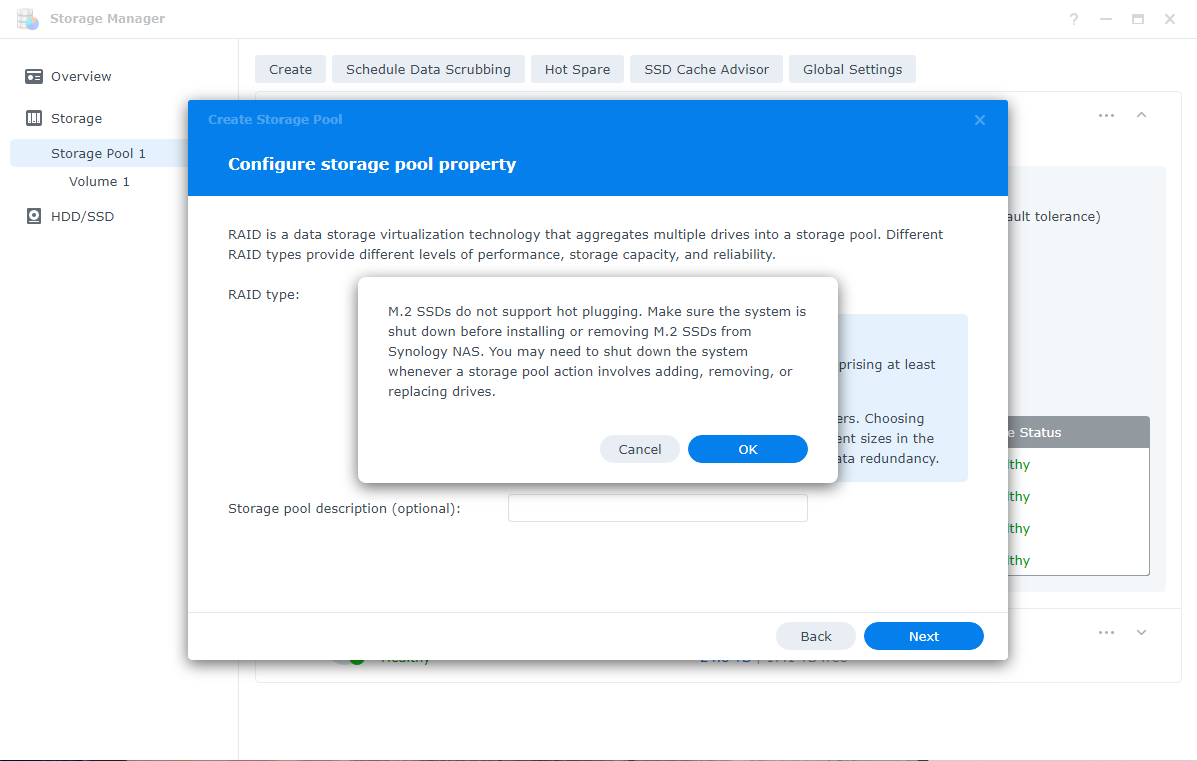 Storage Manager
?
Overview
Storage
Storage Pool 1
Volume 1
HDD/SSD
Create
Schedule Data Scrubbing
Hot Spare
SSD Cache Advisor
Global Settings
Create Storage Pool
Configure storage pool property
RAID is a data storage virtualization technology that aggregates multiple drives into a storage pool. Different
RAID types provide different levels of performance, storage capacity, and reliability.
RAID type:
M.2 SSDs do not support hot plugging. Make sure the system is
shut down before installing or removing M.2 SSDs from
Synology NAS. You may need to shut down the system
whenever a storage pool action involves adding, removing, or
replacing drives.
Cancel
OK
prising at least
ers. Choosing
ent sizes in the
ata redundancy.
Storage pool description (optional):
Back
Next
ault tolerance)
e Status
lthy
lthy
lthy
lthy
Healthy